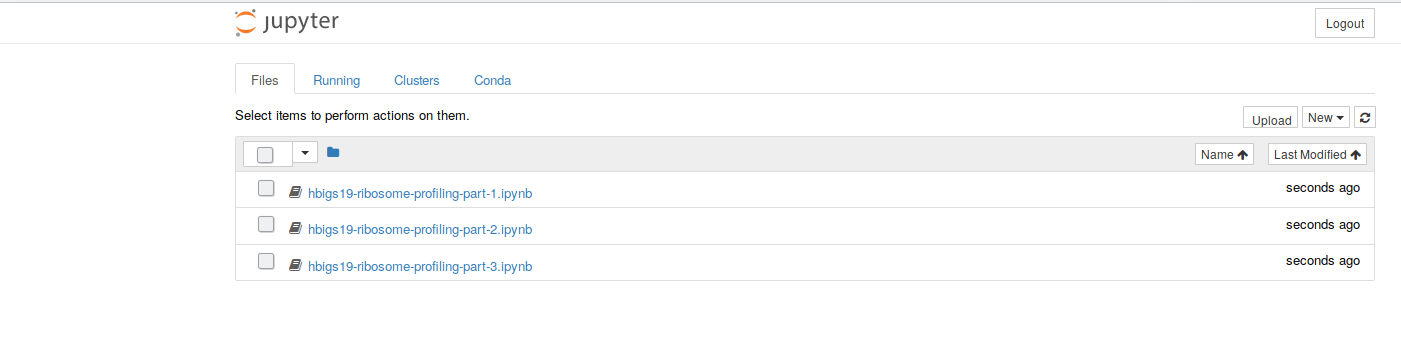 jupyter
Logout
Files Running Clusters Conda
Select items to perform actions on them.
Upload New
Name Last Modified
hbigs19-ribosome-profiling-part-1.ipynb seconds ago
hbigs19-ribosome-profiling-part-2.ipynb seconds ago
hbigs19-ribosome-profiling-part-3.ipynb seconds ago